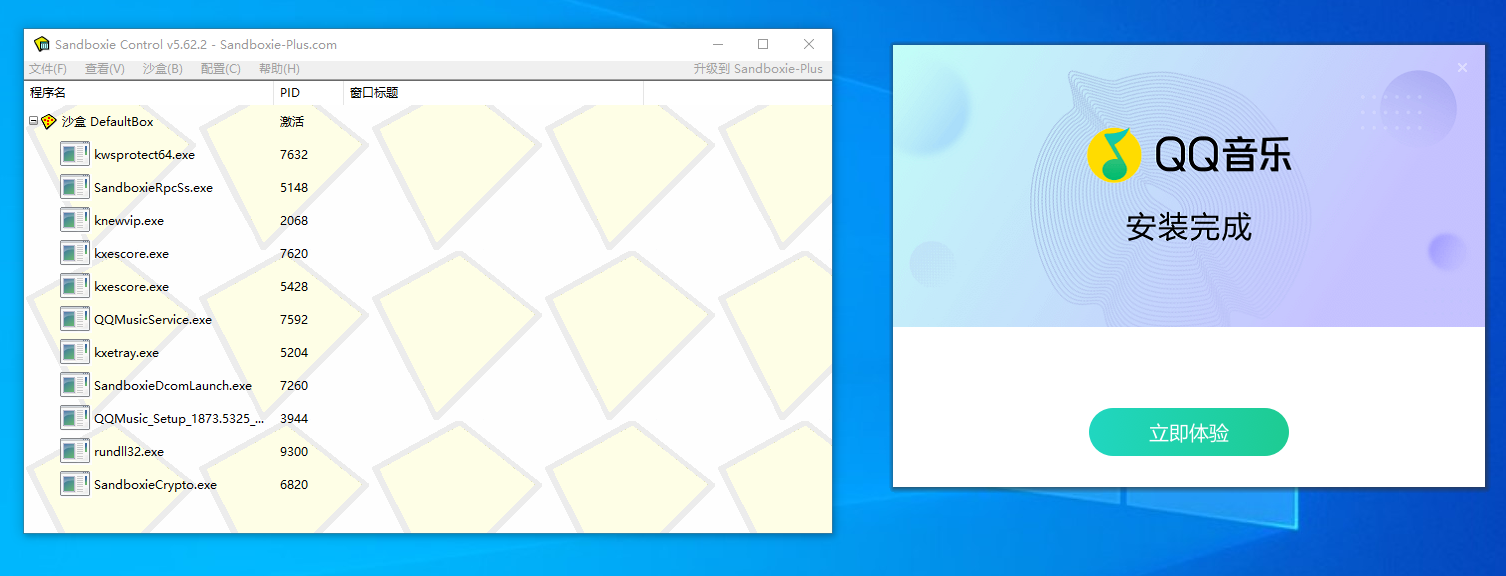 Sandboxie Control v5.62.2 - Sandboxie-Plus.com
文件(F) 查看(V) 沙盒(B) 配置(C) 帮助(H) 升级到 Sandboxie-Plus
程序名 PID 窗口标题
沙盒 DefaultBox 激活
kwsprotect64.exe 7632
SandboxieRpcSs.exe 5148
knewvip.exe 2068
kxescore.exe 7620
kxescore.exe 5428
QQMusicService.exe 7592
kxetray.exe 5204
SandboxieDcomLaunch.exe 7260
QQMusic_Setup_1873.5325_... 3944
rundll32.exe 9300
SandboxieCrypto.exe 6820
QQ音乐
安装完成
立即体验